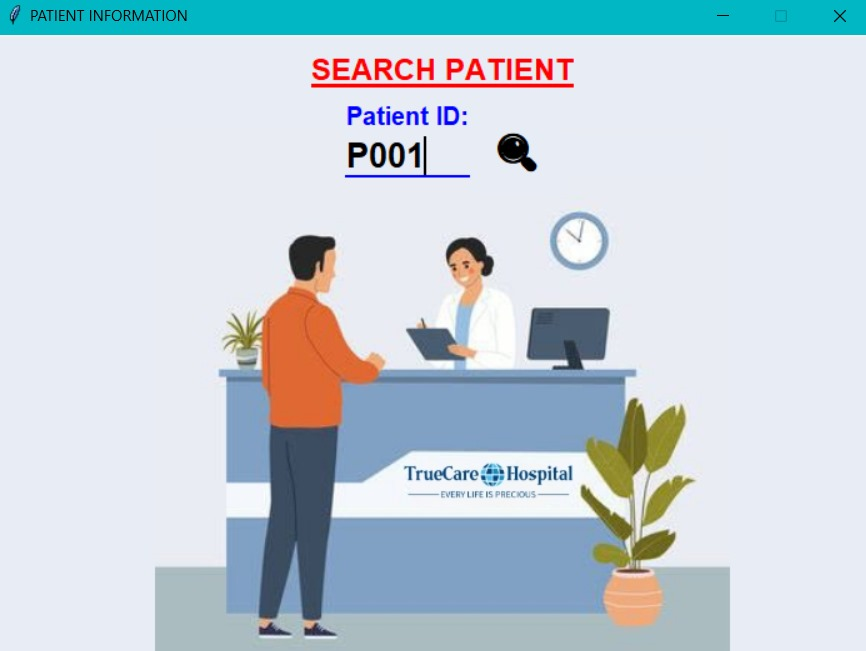 PATIENT INFORMATION
SEARCH PATIENT
Patient ID:
P001
TrueCare Hospital
EVERY LIFE IS PRECIOUS